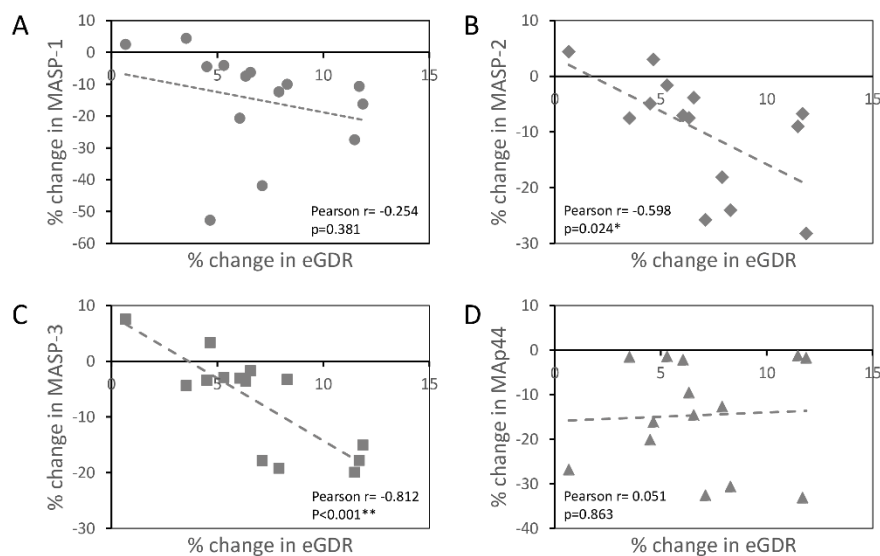 A
% change in MASP-1
10
0
-10
-20
-30
-40
-50
-60
0
5
10
15
Pearson r= -0.254
p=0.381
% change in eGDR
B
% change in MASP-2
10
0
-10
-20
-30
0
5
10
15
Pearson r= -0.598
p=0.024*
% change in eGDR
C
% change in MASP-3
10
0
-10
-20
-30
0
5
10
15
Pearson r= -0.812
P<0.001**
% change in eGDR
D
% change in MAp44
10
0
-10
-20
-30
-40
0
5
10
15
Pearson r= 0.051
p=0.863
% change in eGDR